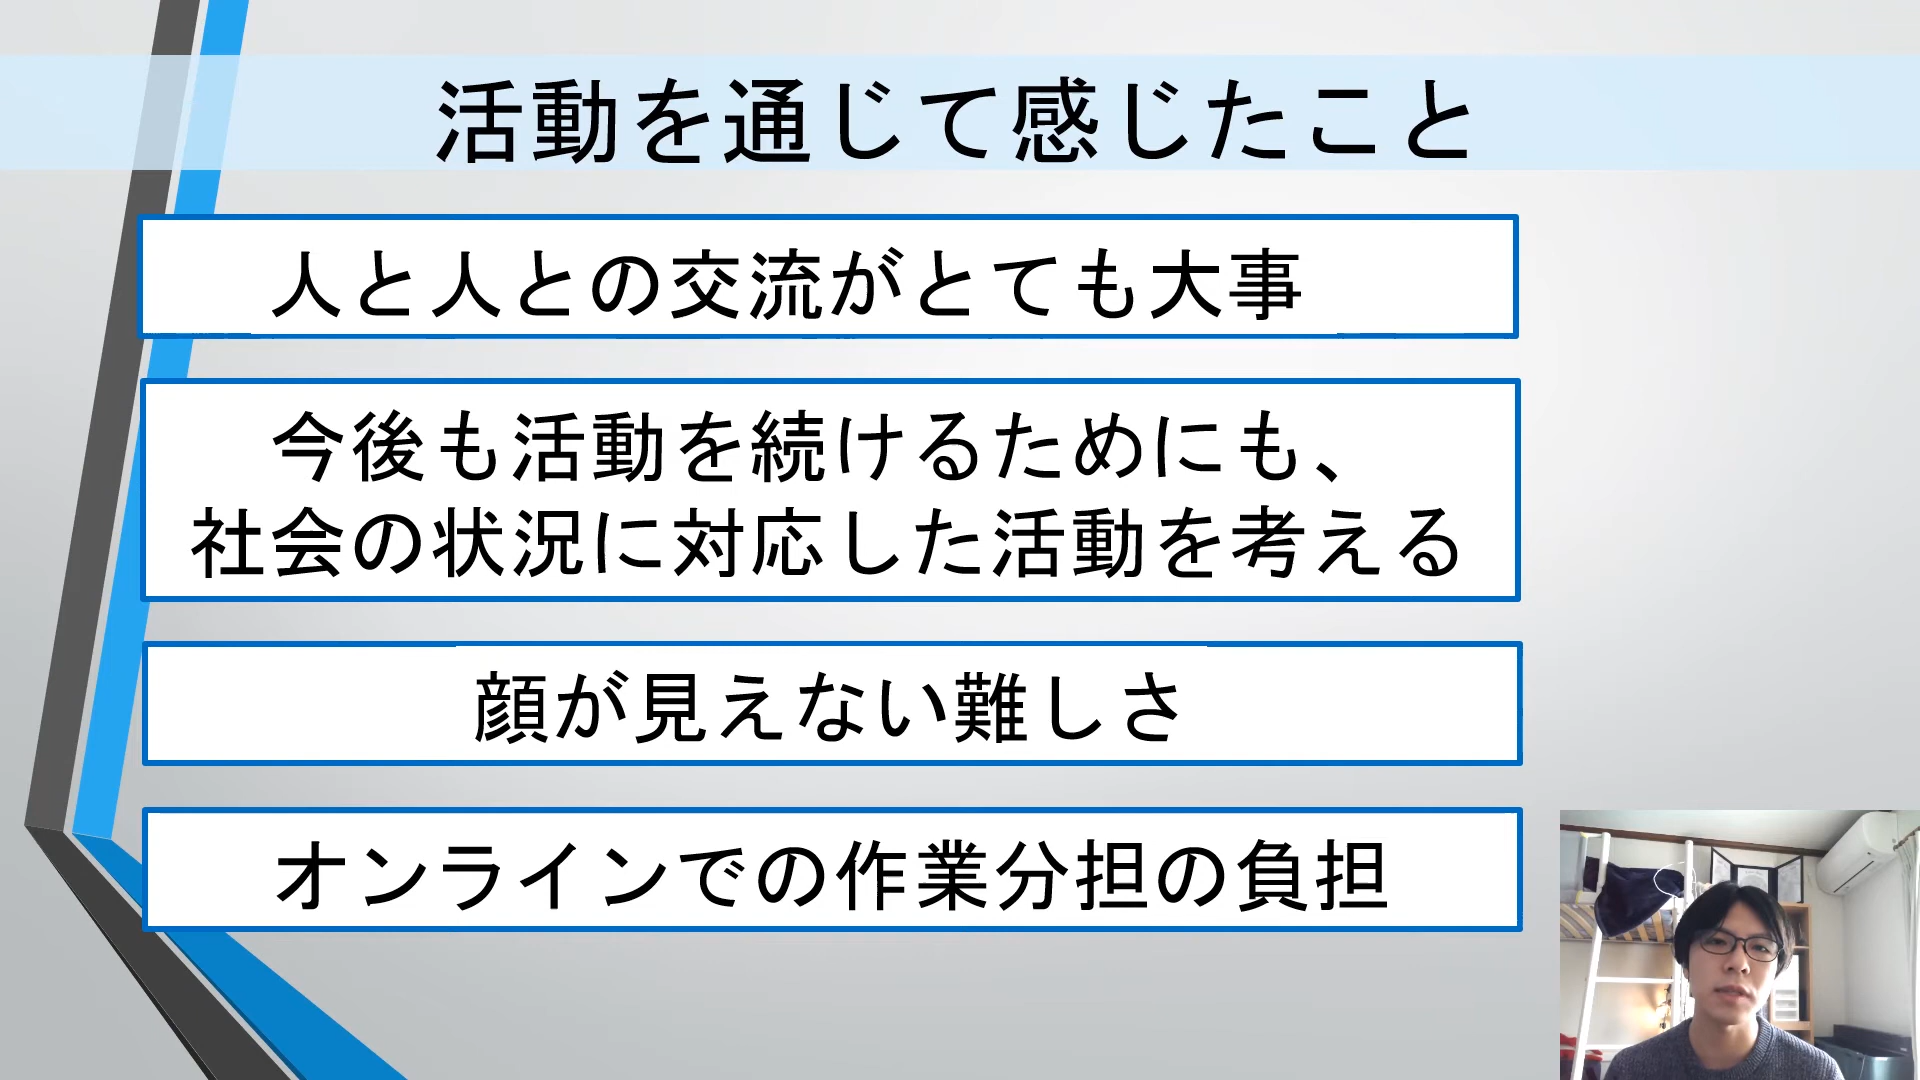 活動を通じて感じたこと
人と人との交流がとても大事
今後も活動を続けるためにも、
社会の状況に対応した活動を考える
顔が見えない難しさ
オンラインでの作業分担の負担